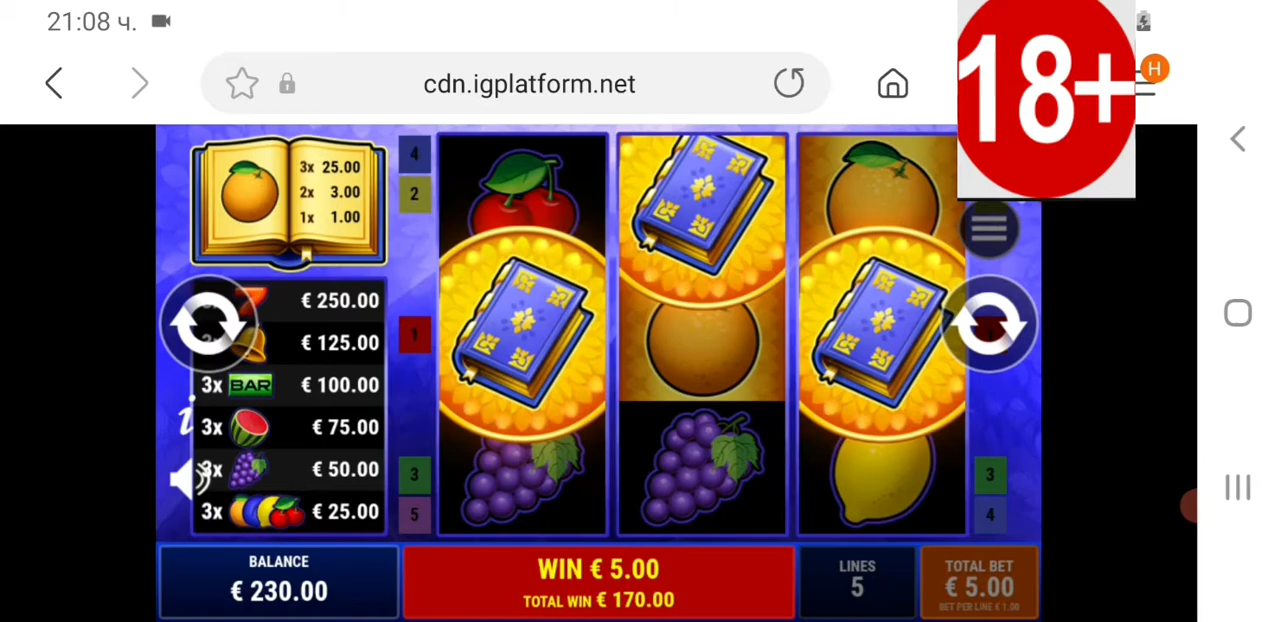 21:08 ч.
18+
cdn.igplatform.net
H
3x 25.00
2x 3.00
1x 1.00
4
2
1
3
5
€ 250.00
€ 125.00
3x BAR € 100.00
3x € 75.00
3x € 50.00
3x € 25.00
i
3
4
BALANCE
€ 230.00
WIN € 5.00
TOTAL WIN € 170.00
LINES
5
TOTAL BET
€ 5.00
BET PER LINE € 1.00